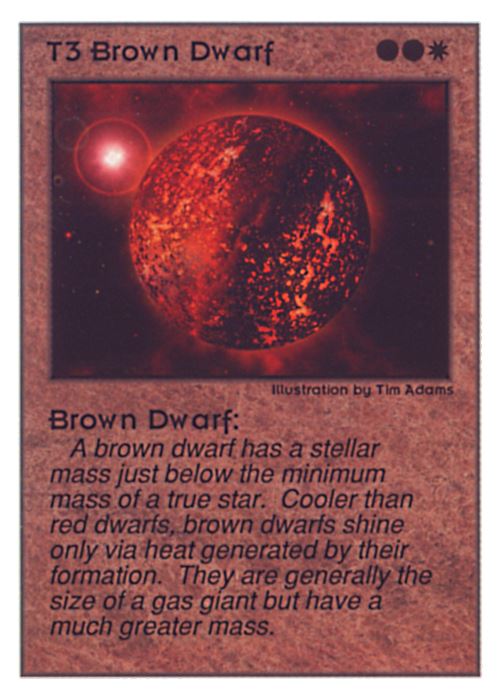 T3 Brown Dwarf
Illustration by Tim Adams
Brown Dwarf:
A brown dwarf has a stellar
mass just below the minimum
mass of a true star. Cooler than
red dwarfs, brown dwarfs shine
only via heat generated by their
formation. They are generally the
size of a gas giant but have a
much greater mass.